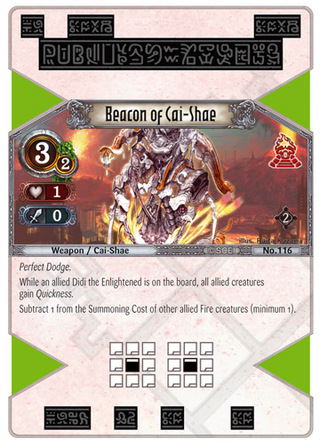 Beacon of Cai-Shae
3
2
1
0
2
Weapon / Cai-Shae
SOE
No.116
Perfect Dodge.
While an allied Didi the Enlightened is on the board, all allied creatures
gain Quickness.
Subtract 1 from the Summoning Cost of other allied Fire creatures (minimum 1).